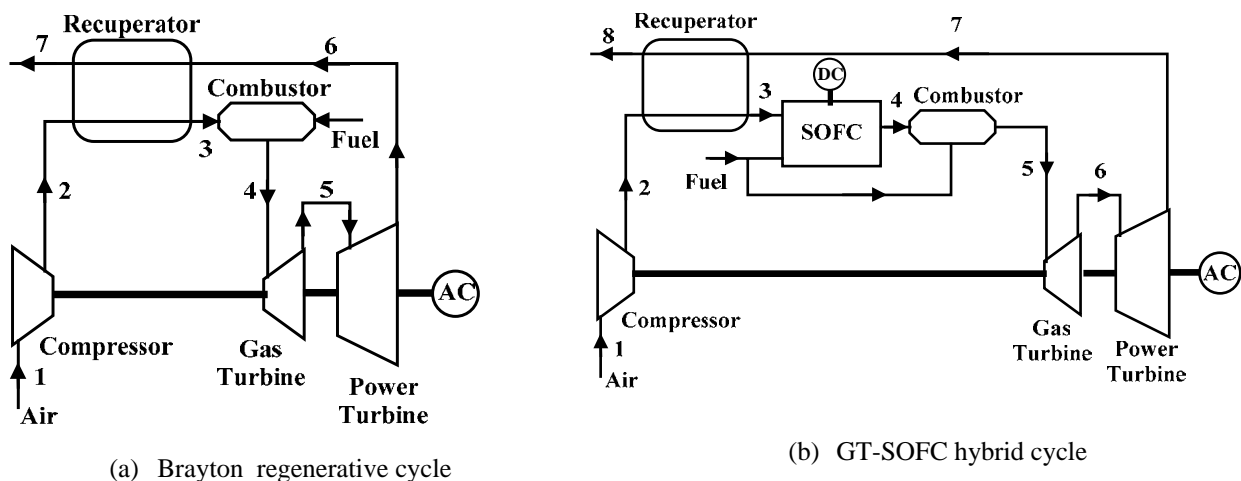 Recuperator
7
6
Combustor
Fuel
3
2
4
5
AC
Compressor
Gas
Turbine
Power
Turbine
1
Air
(a) Brayton regenerative cycle
Recuperator
8
7
DC
3
4
Combustor
SOFC
Fuel
2
5
6
AC
Compressor
Gas
Turbine
Power
Turbine
1
Air
(b) GT-SOFC hybrid cycle